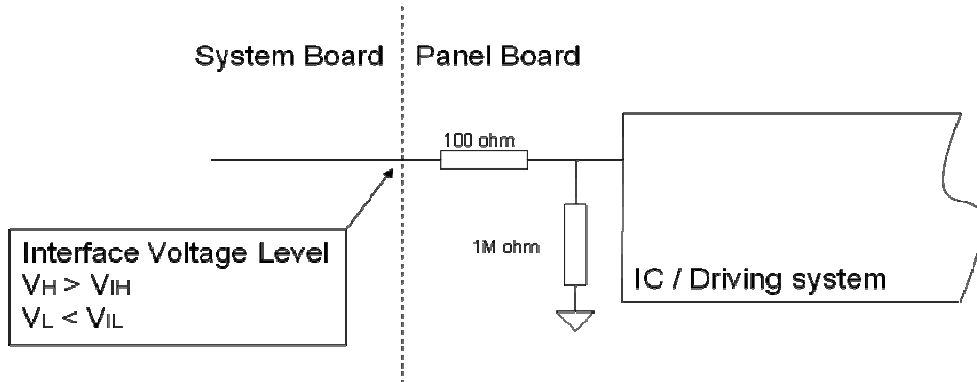 System Board
Panel Board
100 ohm
Interface Voltage Level
VH > VIH
VL < VIL
1M ohm
IC / Driving system